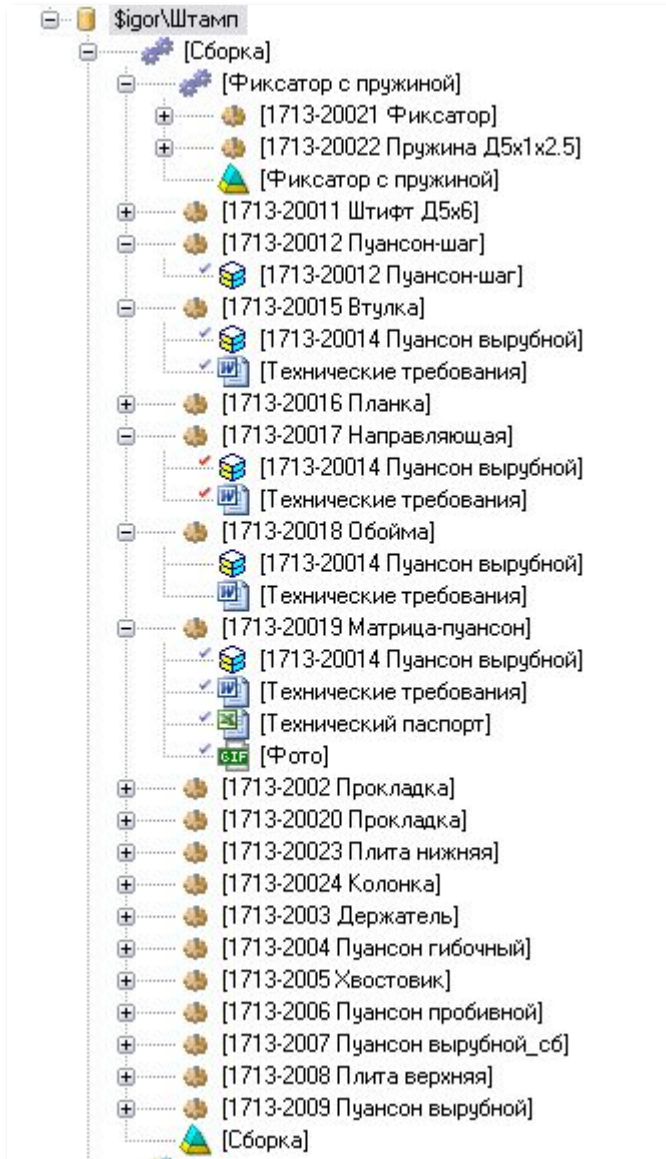 $igor\Штамп
[Сборка]
[Фиксатор с пружиной]
[1713-20021 Фиксатор]
[1713-20022 Пружина Д5x1x2.5]
[Фиксатор с пружиной]
[1713-20011 Штифт Д5x6]
[1713-20012 Пуансон-шаг]
[1713-20012 Пуансон-шаг]
[1713-20015 Втулка]
[1713-20014 Пуансон вырубной]
[Технические требования]
[1713-20016 Планка]
[1713-20017 Направляющая]
[1713-20014 Пуансон вырубной]
[Технические требования]
[1713-20018 Обойма]
[1713-20014 Пуансон вырубной]
[Технические требования]
[1713-20019 Матрица-пуансон]
[1713-20014 Пуансон вырубной]
[Технические требования]
[Технический паспорт]
GIF [Фото]
[1713-2002 Прокладка]
[1713-20020 Прокладка]
[1713-20023 Плита нижняя]
[1713-20024 Колонка]
[1713-2003 Держатель]
[1713-2004 Пуансон гибочный]
[1713-2005 Хвостовик]
[1713-2006 Пуансон пробивной]
[1713-2007 Пуансон вырубной_сб]
[1713-2008 Плита верхняя]
[1713-2009 Пуансон вырубной]
[Сборка]